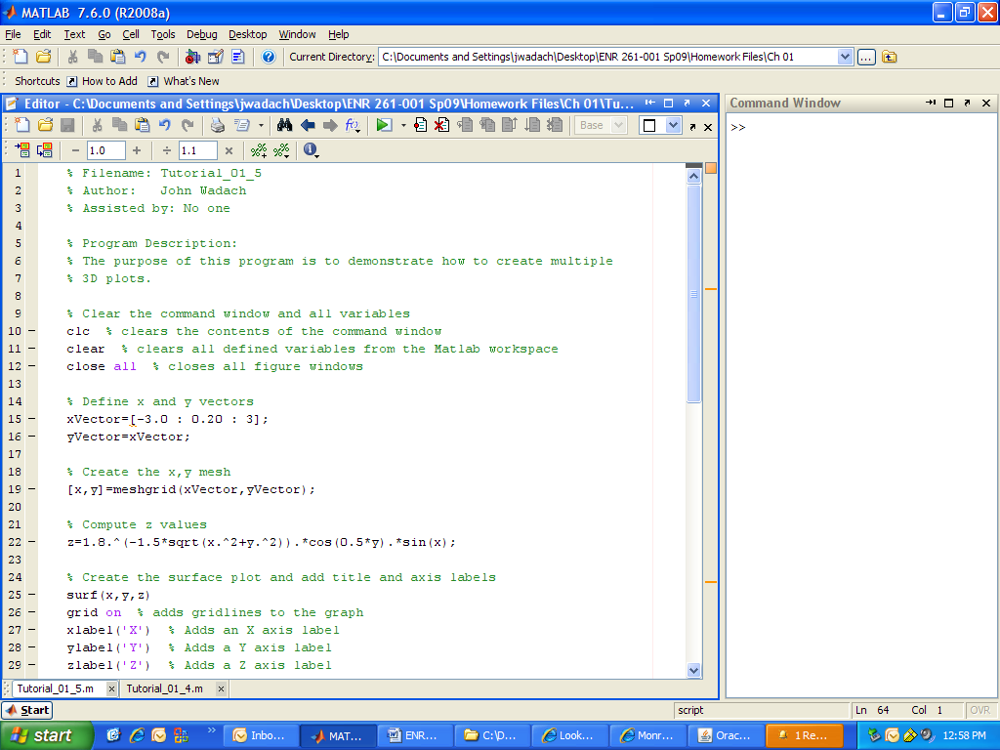 MATLAB 7.6.0 (R2008a)
File Edit Text Go Cell Tools Debug Desktop Window Help
Current Directory: C:\Documents and Settings\jwadach\Desktop\ENR 261-001 Sp09\Homework Files\Ch 01
Shortcuts How to Add What's New
Editor - C:\Documents and Settings\jwadach\Desktop\ENR 261-001 Sp09\Homework Files\Ch 01\Tu...
Base
1.0 1.1
1 % Filename: Tutorial_01_5
2 % Author: John Wadach
3 % Assisted by: No one
4
5 % Program Description:
6 % The purpose of this program is to demonstrate how to create multiple
7 % 3D plots.
8
9 % Clear the command window and all variables
10 clc % clears the contents of the command window
11 clear % clears all defined variables from the Matlab workspace
12 close all % closes all figure windows
13
14 % Define x and y vectors
15 xVector=[-3.0 : 0.20 : 3];
16 yVector=xVector;
17
18 % Create the x,y mesh
19 [x,y]=meshgrid(xVector,yVector);
20
21 % Compute z values
22 z=1.8.^(-1.5*sqrt(x.^2+y.^2)).*cos(0.5*y).*sin(x);
23
24 % Create the surface plot and add title and axis labels
25 surf(x,y,z)
26 grid on % adds gridlines to the graph
27 xlabel('X') % Adds an X axis label
28 ylabel('Y') % Adds a Y axis label
29 zlabel('Z') % Adds a Z axis label
Tutorial_01_5.m Tutorial_01_4.m
Command Window
>>
Start
script Ln 64 Col 1 OVR
start Inbo... MAT... ENR... C:\D... Look... Monr... Orac... 1 Re... 12:58 PM